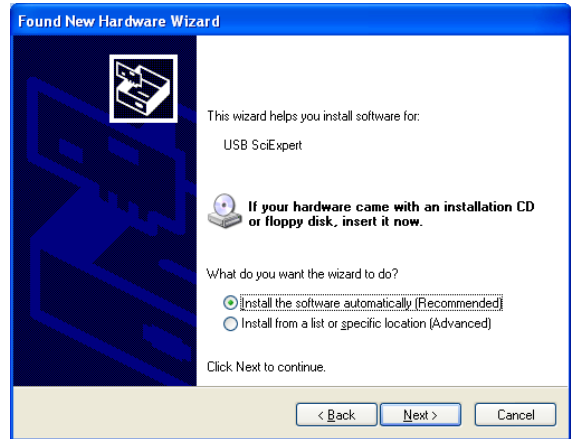 Found New Hardware Wizard
This wizard helps you install software for:
USB SciExpert
If your hardware came with an installation CD
or floppy disk, insert it now.
What do you want the wizard to do?
Install the software automatically (Recommended)
Install from a list or specific location (Advanced)
Click Next to continue.
< Back Next > Cancel